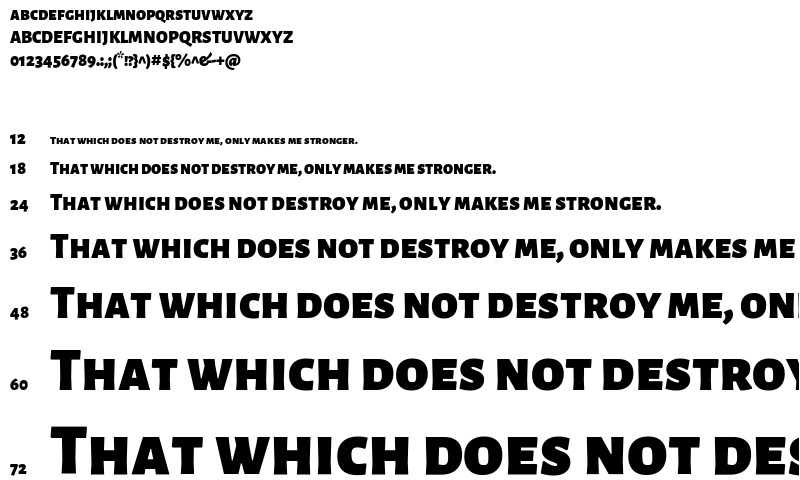 ABCDEFGHIJKLMNOPQRSTUVWXYZ
ABCDEFGHIJKLMNOPQRSTUVWXYZ
0123456789.:,;(*!?}^)#${%^&-+@
12 That which does not destroy me, only makes me stronger.
18 That which does not destroy me, only makes me stronger.
24 That which does not destroy me, only makes me stronger.
36 That which does not destroy me, only makes me
48 That which does not destroy me, onl
60 That which does not destroy
72 That which does not des